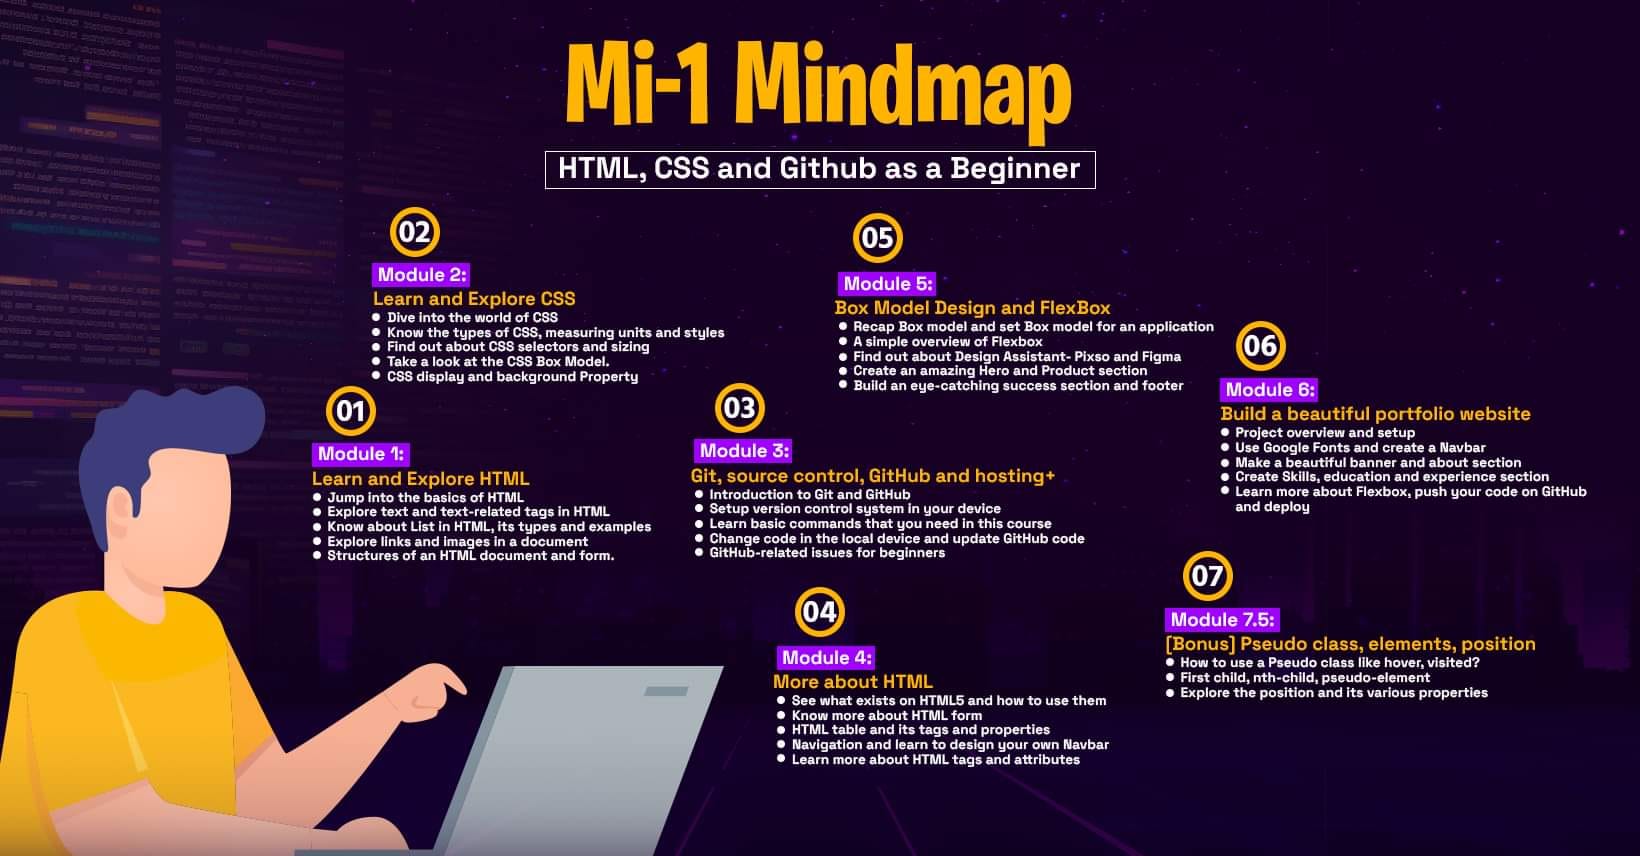 Mi-1 Mindmap
HTML, CSS and Github as a Beginner
01
Module 1:
Learn and Explore HTML
Jump into the basics of HTML
Explore text and text-related tags in HTML
Know about List in HTML, its types and examples
Explore links and images in a document
Structures of an HTML document and form.
02
Module 2:
Learn and Explore CSS
Dive into the world of CSS
Know the types of CSS, measuring units and styles
Find out about CSS selectors and sizing
Take a look at the CSS Box Model.
CSS display and background Property
03
Module 3:
Git, source control, GitHub and hosting+
Introduction to Git and GitHub
Setup version control system in your device
Learn basic commands that you need in this course
Change code in the local device and update GitHub code
GitHub-related issues for beginners
04
Module 4:
More about HTML
See what exists on HTML5 and how to use them
Know more about HTML form
HTML table and its tags and properties
Navigation and learn to design your own Navbar
Learn more about HTML tags and attributes
05
Module 5:
Box Model Design and FlexBox
Recap Box model and set Box model for an application
A simple overview of Flexbox
Find out about Design Assistant- Pixso and Figma
Create an amazing Hero and Product section
Build an eye-catching success section and footer
06
Module 6:
Build a beautiful portfolio website
Project overview and setup
Use Google Fonts and create a Navbar
Make a beautiful banner and about section
Create Skills, education and experience section
Learn more about Flexbox, push your code on GitHub
and deploy
07
Module 7.5:
[Bonus] Pseudo class, elements, position
How to use a Pseudo class like hover, visited?
First child, nth-child, pseudo-element
Explore the position and its various properties